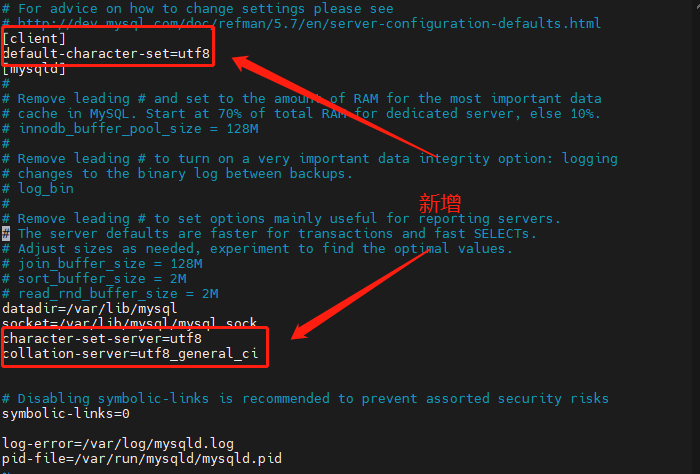 # For advice on how to change settings please see
# http://dev.mysql.com/doc/refman/5.7/en/server-configuration-defaults.html
[client]
default-character-set=utf8
[mysqld]
#
# Remove leading # and set to the amount of RAM for the most important data
# cache in MySQL. Start at 70% of total RAM for dedicated server, else 10%.
# innodb_buffer_pool_size = 128M
#
# Remove leading # to turn on a very important data integrity option: logging
# changes to the binary log between backups.
# log_bin
#
新增
# Remove leading # to set options mainly useful for reporting servers.
# The server defaults are faster for transactions and fast SELECTs.
# Adjust sizes as needed, experiment to find the optimal values.
# join_buffer_size = 128M
# sort_buffer_size = 2M
# read_rnd_buffer_size = 2M
datadir=/var/lib/mysql
socket=/var/lib/mysql/mysql.sock
character-set-server=utf8
collation-server=utf8_general_ci
# Disabling symbolic-links is recommended to prevent assorted security risks
symbolic-links=0
log-error=/var/log/mysqld.log
pid-file=/var/run/mysqld/mysqld.pid